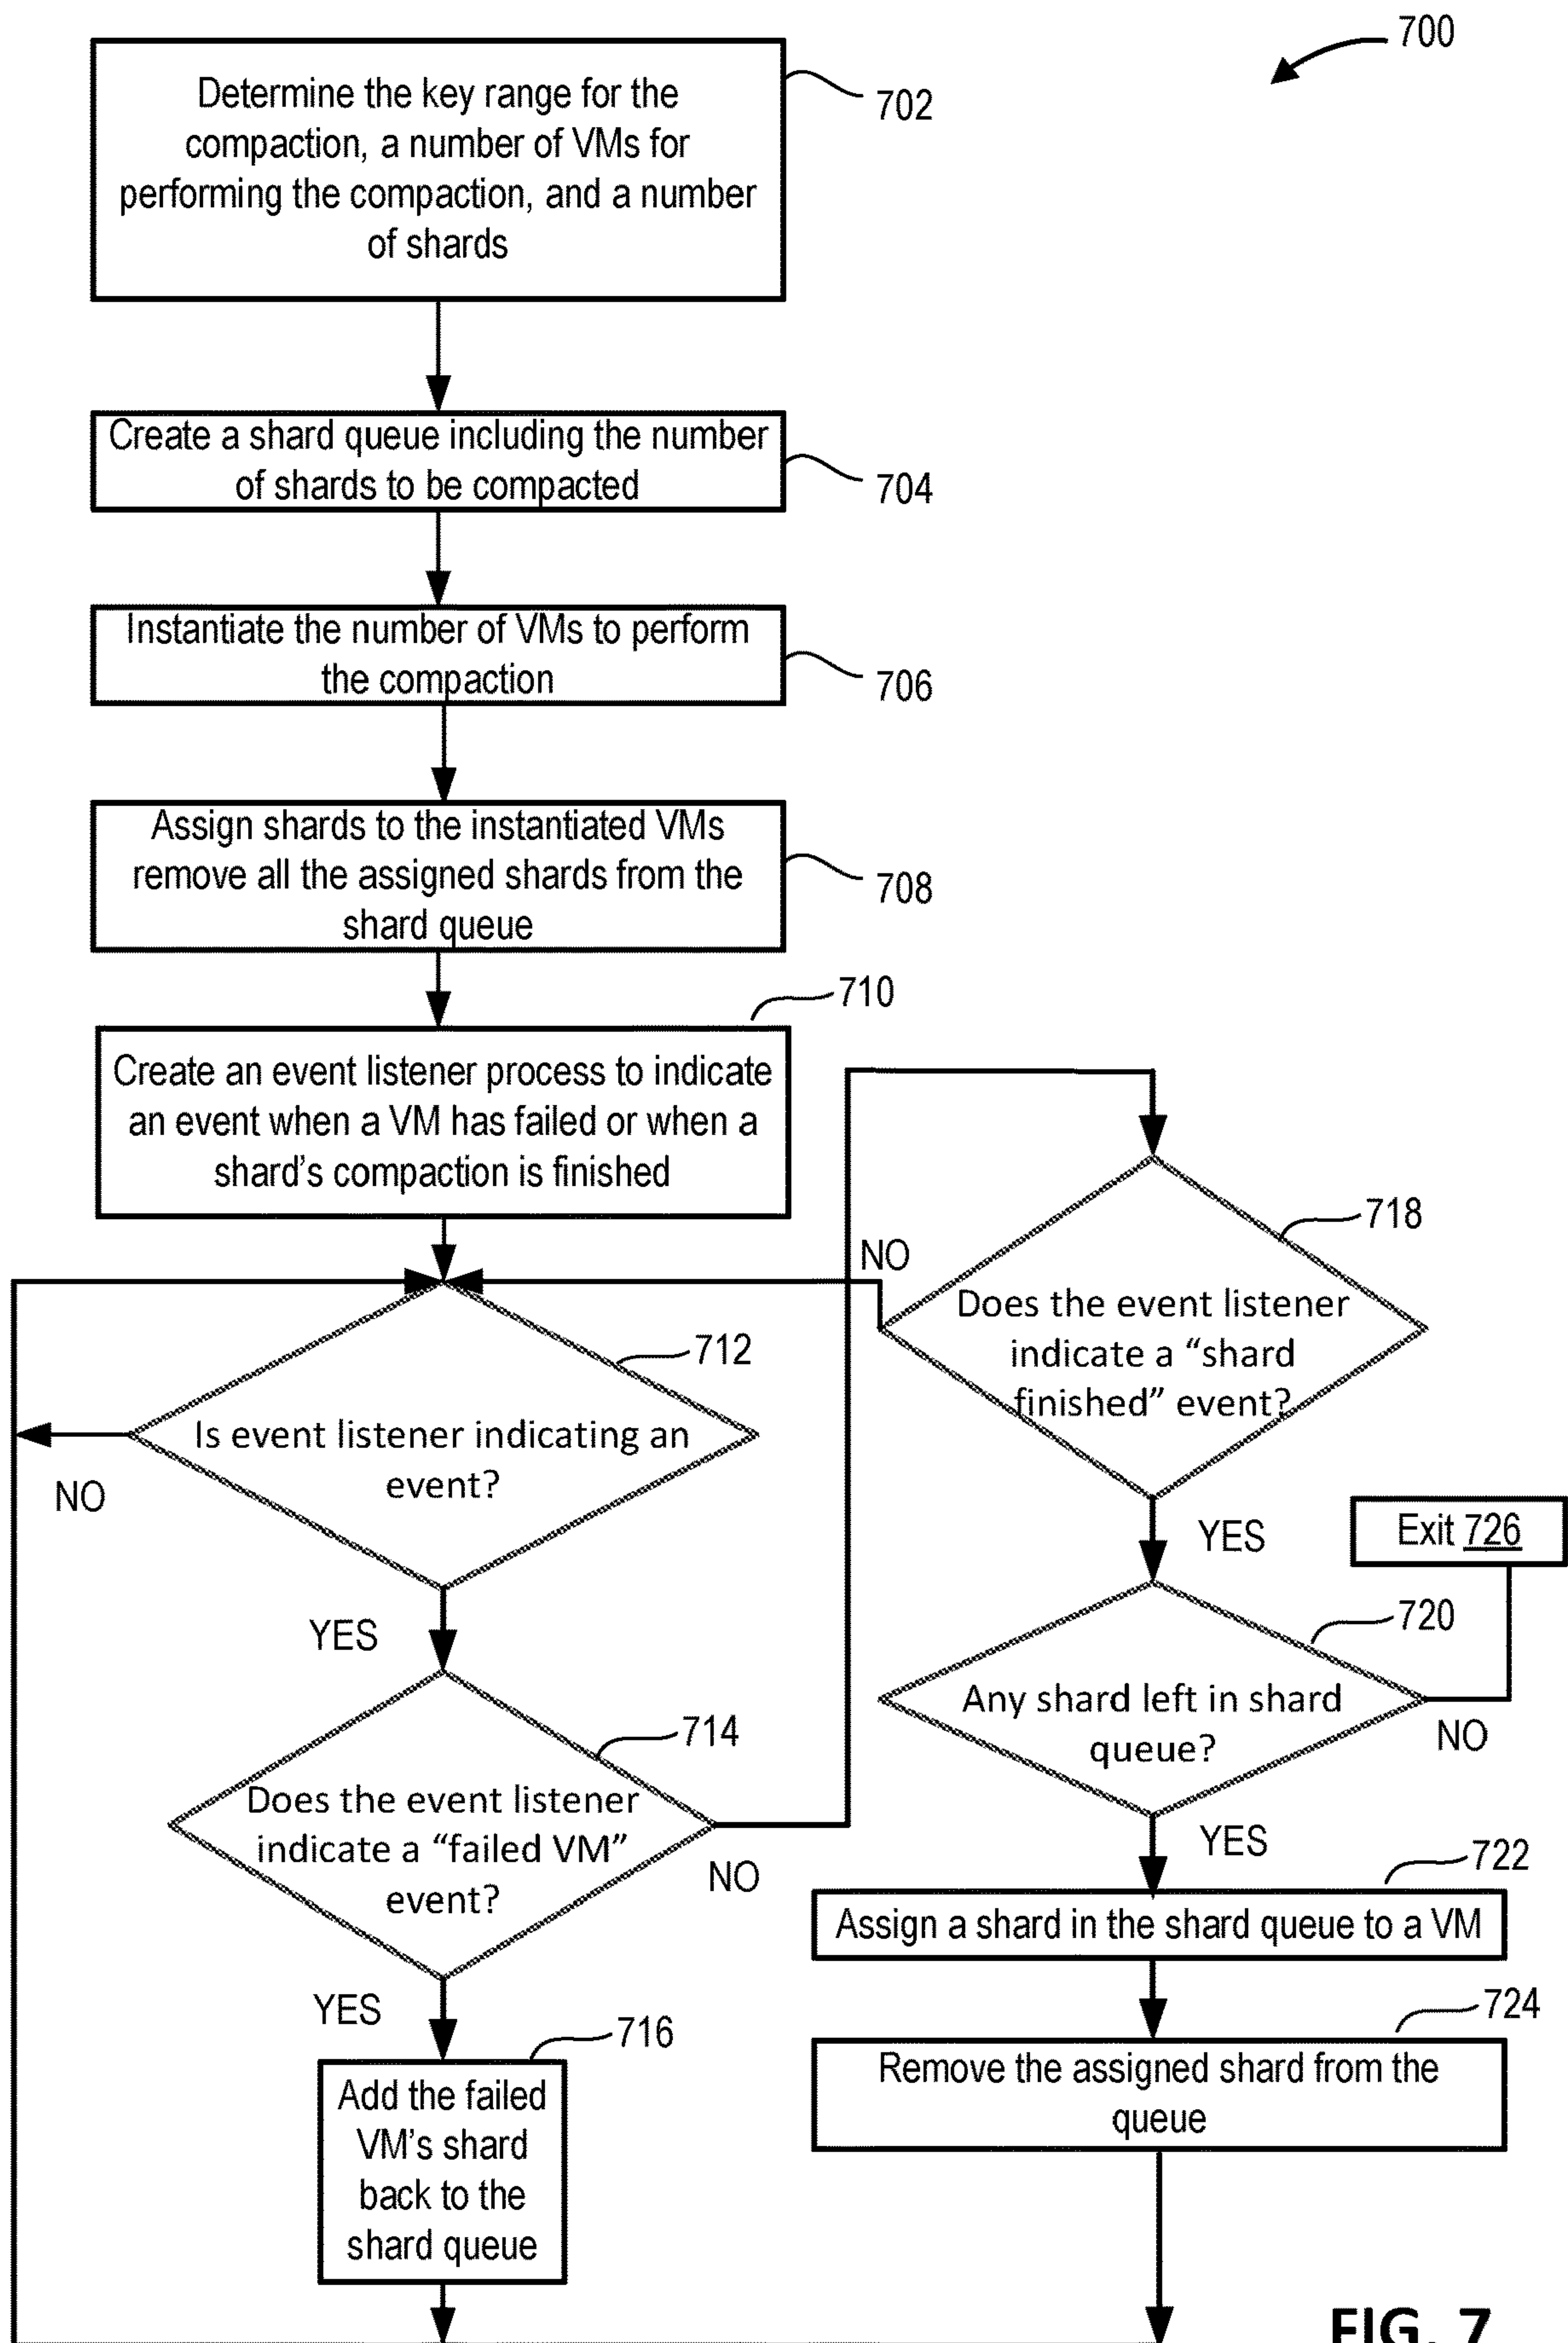 700
Determine the key range for the
compaction, a number of VMs for
performing the compaction, and a number
of shards
702
Create a shard queue including the number
of shards to be compacted
704
Instantiate the number of VMs to perform
the compaction
706
Assign shards to the instantiated VMs
remove all the assigned shards from the
shard queue
708
710
Create an event listener process to indicate
an event when a VM has failed or when a
shard's compaction is finished
712
Is event listener indicating an
event?
NO
YES
714
Does the event listener
indicate a “failed VM”
event?
NO
YES
716
Add the failed
VM's shard
back to the
shard queue
718
NO
Does the event listener
indicate a “shard
finished” event?
YES
Exit 726
720
Any shard left in shard
queue?
NO
YES
722
Assign a shard in the shard queue to a VM
724
Remove the assigned shard from the
queue
FIG. 7